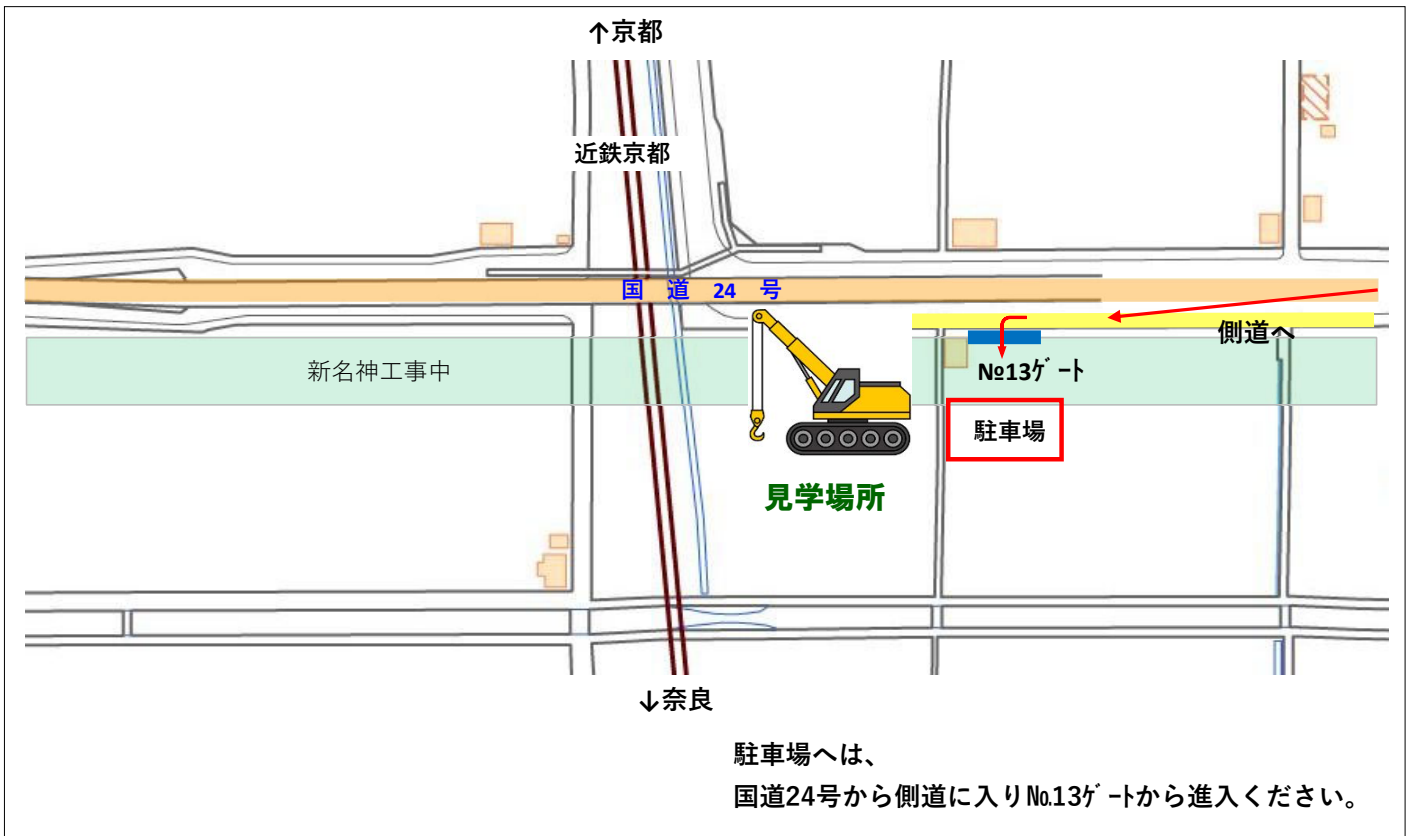 ↑京都
近鉄京都
国 道 24 号
側道へ
新名神工事中
№13ｹﾞｰﾄ
駐車場
見学場所
↓奈良
駐車場へは、
国道24号から側道に入り№13ｹﾞｰﾄから進入ください。